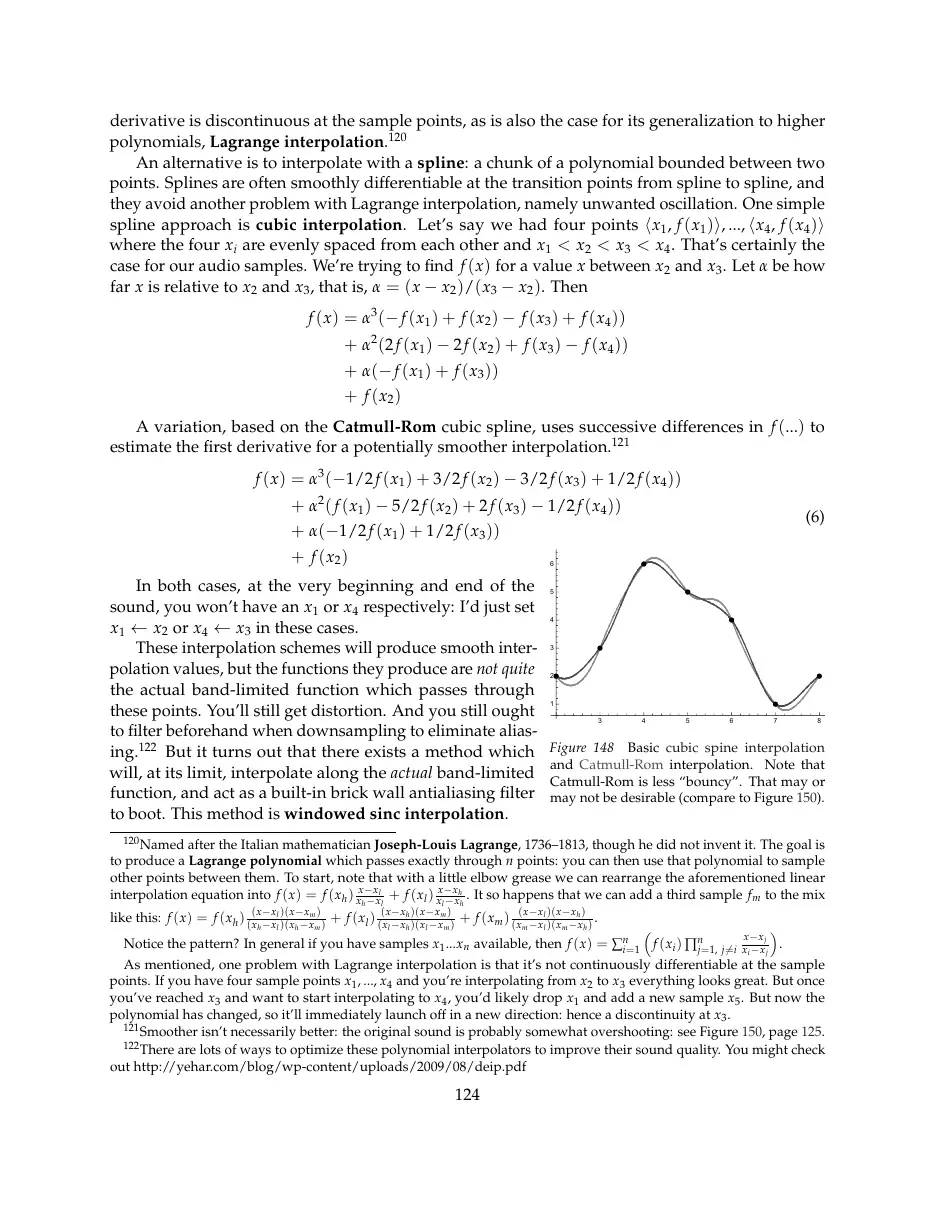 derivative is discontinuous at the sample points, as is also the case for its generalization to higher
polynomials, Lagrange interpolation.120
An alternative is to interpolate with a spline: a chunk of a polynomial bounded between two
points. Splines are often smoothly differentiable at the transition points from spline to spline, and
they avoid another problem with Lagrange interpolation, namely unwanted oscillation. One simple
spline approach is cubic interpolation. Let's say we had four points ⟨x1, f(x1)⟩, ..., ⟨x4, f(x4)⟩
where the four xi are evenly spaced from each other and x1 < x2 < x3 < x4. That's certainly the
case for our audio samples. We're trying to find f(x) for a value x between x2 and x3. Let α be how
far x is relative to x2 and x3, that is, α = (x − x2)/(x3 − x2). Then
f(x) = α³(−f(x1) + f(x2) − f(x3) + f(x4))
+ α²(2f(x1) − 2f(x2) + f(x3) − f(x4))
+ α(−f(x1) + f(x3))
+ f(x2)
A variation, based on the Catmull-Rom cubic spline, uses successive differences in f(...) to
estimate the first derivative for a potentially smoother interpolation.121
f(x) = α³(−1/2f(x1) + 3/2f(x2) − 3/2f(x3) + 1/2f(x4))
+ α²(f(x1) − 5/2f(x2) + 2f(x3) − 1/2f(x4))
+ α(−1/2f(x1) + 1/2f(x3))
+ f(x2)
(6)
In both cases, at the very beginning and end of the
sound, you won't have an x1 or x4 respectively: I'd just set
x1 ← x2 or x4 ← x3 in these cases.
These interpolation schemes will produce smooth inter-
polation values, but the functions they produce are not quite
the actual band-limited function which passes through
these points. You'll still get distortion. And you still ought
to filter beforehand when downsampling to eliminate alias-
ing.122 But it turns out that there exists a method which
will, at its limit, interpolate along the actual band-limited
function, and act as a built-in brick wall antialiasing filter
to boot. This method is windowed sinc interpolation.
6
5
4
3
2
1
3 4 5 6 7 8
Figure 148 Basic cubic spine interpolation
and Catmull-Rom interpolation. Note that
Catmull-Rom is less "bouncy". That may or
may not be desirable (compare to Figure 150).
120Named after the Italian mathematician Joseph-Louis Lagrange, 1736–1813, though he did not invent it. The goal is
to produce a Lagrange polynomial which passes exactly through n points: you can then use that polynomial to sample
other points between them. To start, note that with a little elbow grease we can rearrange the aforementioned linear
interpolation equation into f(x) = f(xh) (x−xl)/(xh−xl) + f(xl) (x−xh)/(xl−xh). It so happens that we can add a third sample fm to the mix
like this: f(x) = f(xh) (x−xl)(x−xm)/(xh−xl)(xh−xm) + f(xl) (x−xh)(x−xm)/(xl−xh)(xl−xm) + f(xm) (x−xl)(x−xh)/(xm−xl)(xm−xh).
Notice the pattern? In general if you have samples x1...xn available, then f(x) = ∑ⁿi=1 (f(xi) ∏ⁿj=1, j≠i (x−xj)/(xi−xj)).
As mentioned, one problem with Lagrange interpolation is that it's not continuously differentiable at the sample
points. If you have four sample points x1, ..., x4 and you're interpolating from x2 to x3 everything looks great. But once
you've reached x3 and want to start interpolating to x4, you'd likely drop x1 and add a new sample x5. But now the
polynomial has changed, so it'll immediately launch off in a new direction: hence a discontinuity at x3.
121Smoother isn't necessarily better: the original sound is probably somewhat overshooting: see Figure 150, page 125.
122There are lots of ways to optimize these polynomial interpolators to improve their sound quality. You might check
out http://yehar.com/blog/wp-content/uploads/2009/08/deip.pdf
124